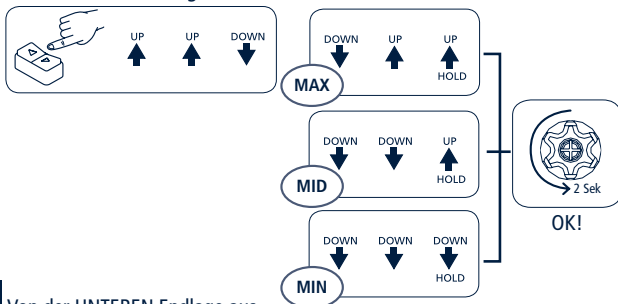 UP UP DOWN
DOWN UP UP
HOLD
MAX
DOWN DOWN UP
HOLD
MID
2 Sek
OK!
DOWN DOWN DOWN
HOLD
MIN
Von der UNTEREN Endlage aus